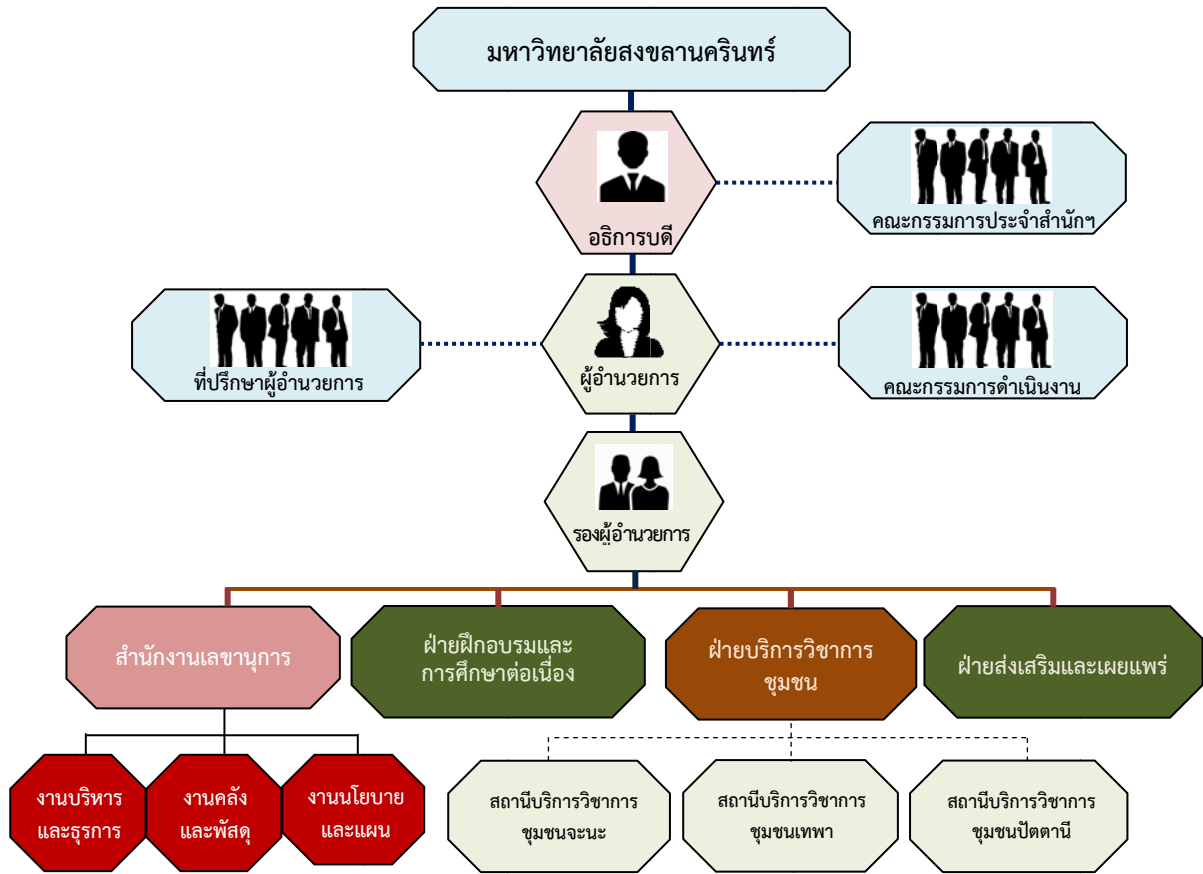 มหาวิทยาลัยสงขลานครินทร์
อธิการบดี
คณะกรรมการประจำสำนักฯ
ที่ปรึกษาผู้อำนวยการ
ผู้อำนวยการ
คณะกรรมการดำเนินงาน
รองผู้อำนวยการ
สำนักงานเลขานุการ
ฝ่ายฝึกอบรมและ
การศึกษาต่อเนื่อง
ฝ่ายบริการวิชาการ
ชุมชน
ฝ่ายส่งเสริมและเผยแพร่
งานบริหาร
และธุรการ
งานคลัง
และพัสดุ
งานนโยบาย
และแผน
สถานีบริการวิชาการ
ชุมชนจะนะ
สถานีบริการวิชาการ
ชุมชนเทพา
สถานีบริการวิชาการ
ชุมชนปัตตานี